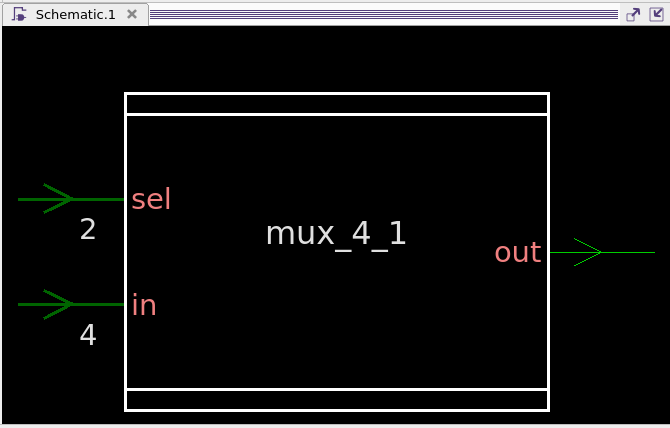 Schematic.1
sel
2
mux_4_1
out
in
4